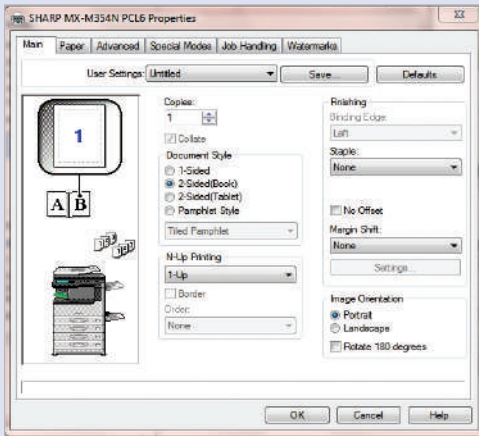 SHARP MX-M354N PCL6 Properties
Main Paper Advanced Special Modes Job Handling Watermarks
User Settings: Untitled Save... Defaults
1
A B
Copies:
1
Collate
Document Style
1-Sided
2-Sided(Book)
2-Sided(Tablet)
Pamphlet Style
Tiled Pamphlet
N-Up Printing
1-Up
Border
Order:
None
Finishing
Binding Edge:
Left
Staple:
None
No Offset
Margin Shift:
None
Settings...
Image Orientation
Portrait
Landscape
Rotate 180 degrees
OK Cancel Help